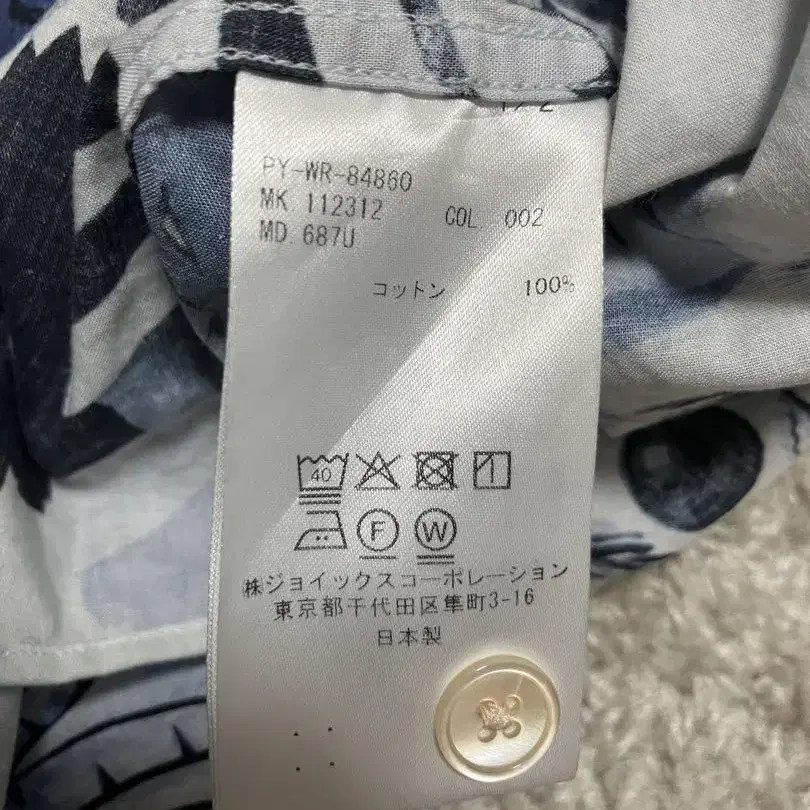 PY-WR-84860
MK 112312 COL. 002
MD. 687U
コットン 100%
40
F W
株ジョイックスコーポレーション
東京都千代田区隼町3-16
日本製